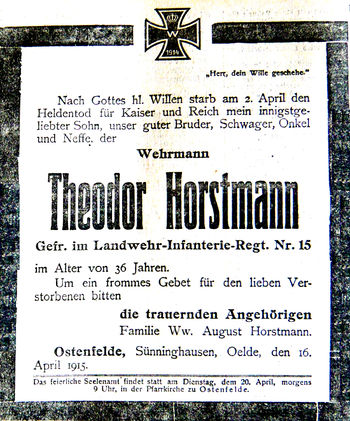 W
1914
„Herr, dein Wille geschehe.“
Nach Gottes hl. Willen starb am 2. April den
Heldentod für Kaiser und Reich mein innigstge-
liebter Sohn, unser guter Bruder, Schwager, Onkel
und Neffe, der
Wehrmann
Theodor Horstmann
Gefr. im Landwehr-Infanterie-Regt. Nr. 15
im Alter von 36 Jahren.
Um ein frommes Gebet für den lieben Ver-
storbenen bitten
die trauernden Angehörigen
Familie Ww. August Horstmann.
Ostenfelde, Sünninghausen, Oelde, den 16.
April 1915.
Das feierliche Seelenamt findet statt am Dienstag, dem 20. April, morgens
9 Uhr, in der Pfarrkirche zu Ostenfelde.